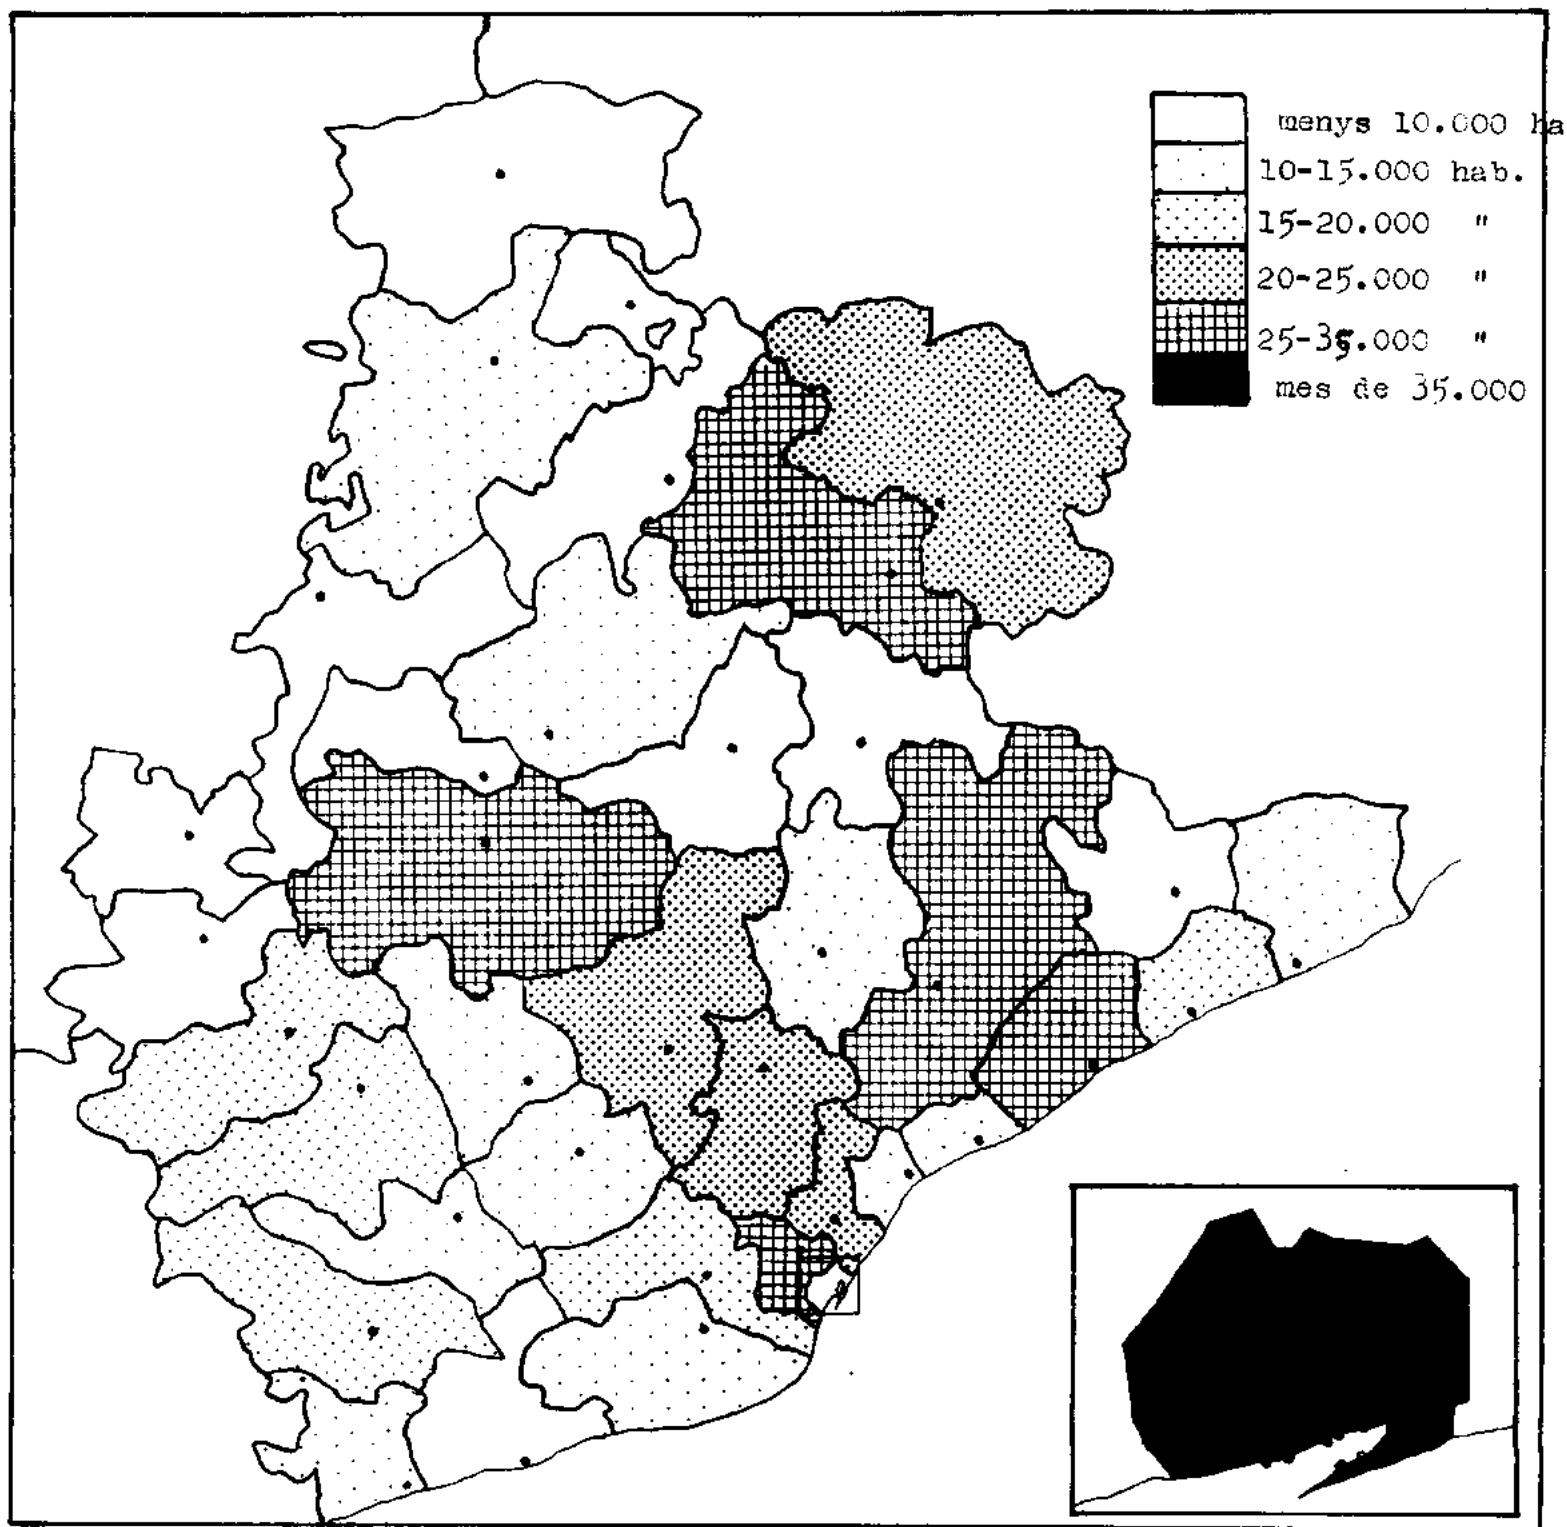 menys 10.000 ha
10-15.000 hab.
15-20.000 "
20-25.000 "
25-35.000 "
mes de 35.000